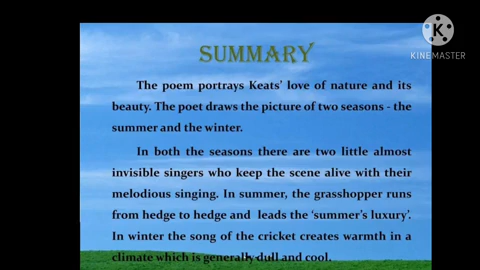 SUMMARY
K
KINEMASTER
The poem portrays Keats' love of nature and its
beauty. The poet draws the picture of two seasons - the
summer and the winter.
In both the seasons there are two little almost
invisible singers who keep the scene alive with their
melodious singing. In summer, the grasshopper runs
from hedge to hedge and leads the 'summer's luxury'.
In winter the song of the cricket creates warmth in a
climate which is generally dull and cool.